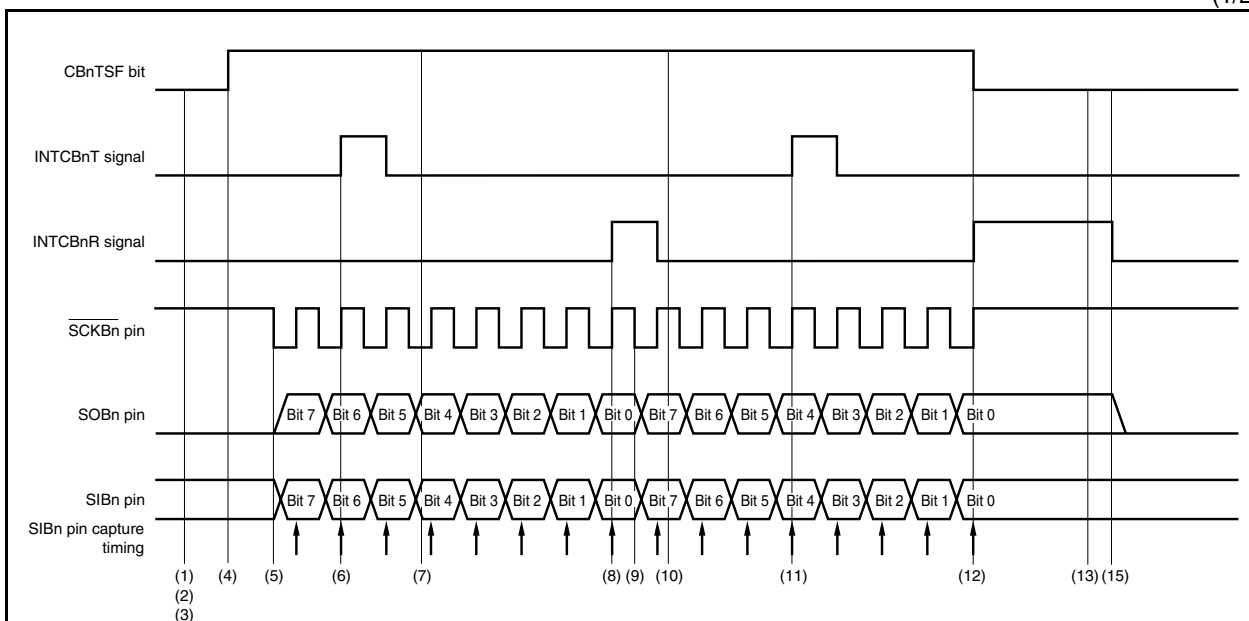 (1/2
CBnTSF bit
INTCBnT signal
INTCBnR signal
SCKBn pin
SOBn pin
Bit 7 Bit 6 Bit 5 Bit 4 Bit 3 Bit 2 Bit 1 Bit 0 Bit 7 Bit 6 Bit 5 Bit 4 Bit 3 Bit 2 Bit 1 Bit 0
SIBn pin
Bit 7 Bit 6 Bit 5 Bit 4 Bit 3 Bit 2 Bit 1 Bit 0 Bit 7 Bit 6 Bit 5 Bit 4 Bit 3 Bit 2 Bit 1 Bit 0
SIBn pin capture
timing
(1) (4) (5) (6) (7) (8) (9) (10) (11) (12) (13) (15)
(2)
(3)